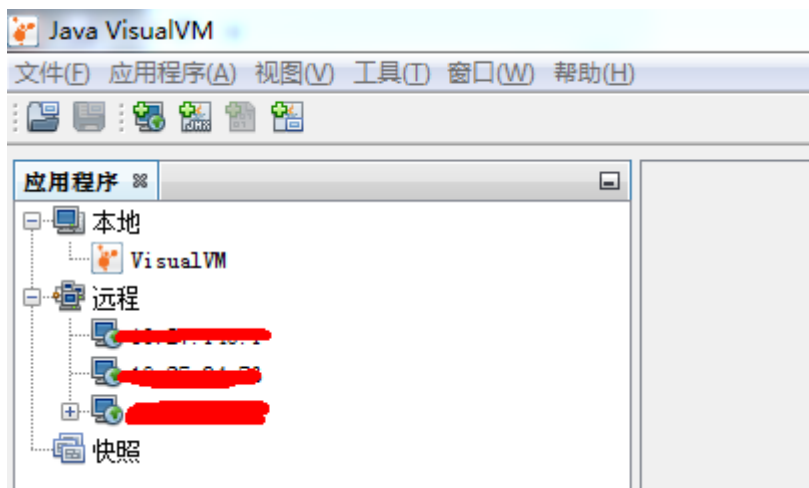 Java VisualVM
文件(F) 应用程序(A) 视图(V) 工具(T) 窗口(W) 帮助(H)
应用程序
本地
VisualVM
远程
快照